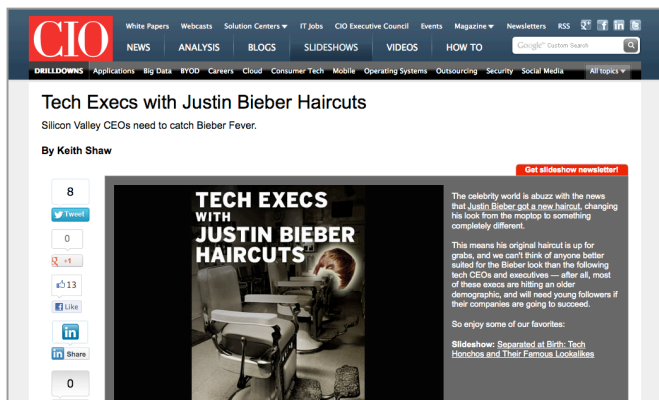 CIO
White Papers Webcasts Solution Centers IT Jobs CIO Executive Council Events Magazine Newsletters RSS
NEWS ANALYSIS BLOGS SLIDESHOWS VIDEOS HOW TO
Google Custom Search
DRILLDOWNS Applications Big Data BYOD Careers Cloud Consumer Tech Mobile Operating Systems Outsourcing Security Social Media All topics
Tech Execs with Justin Bieber Haircuts
Silicon Valley CEOs need to catch Bieber Fever.
By Keith Shaw
Get slideshow newsletter!
8
Tweet
0
+1
13
Like
in
in Share
0
TECH EXECS
WITH
JUSTIN BIEBER
HAIRCUTS
The celebrity world is abuzz with the news
that Justin Bieber got a new haircut, changing
his look from the moptop to something
completely different.
This means his original haircut is up for
grabs, and we can't think of anyone better
suited for the Bieber look than the following
tech CEOs and executives — after all, most
of these execs are hitting an older
demographic, and will need young followers if
their companies are going to succeed.
So enjoy some of our favorites:
Slideshow: Separated at Birth: Tech
Honchos and Their Famous Lookalikes